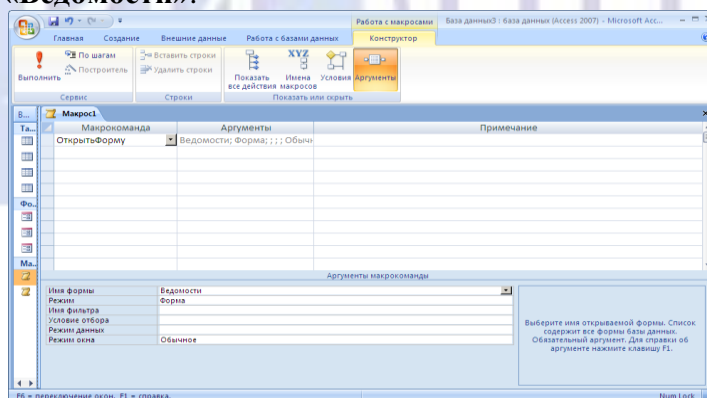 «Ведомости».
Работа с макросами
База данных3 : база данных (Access 2007) - Microsoft Acc...
Главная Создание Внешние данные Работа с базами данных Конструктор
Выполнить
По шагам
Построитель
Сервис
Вставить строки
Удалить строки
Строки
Показать все действия
XYZ
Имена макросов
Условия
Аргументы
Показать или скрыть
В...
Макрос1
Та...
Фо...
Ма...
Макрокоманда Аргументы Примечание
ОткрытьФорму Ведомости; Форма; ; ; ; Обычн
Аргументы макрокоманды
Имя формы Ведомости
Режим Форма
Имя фильтра
Условие отбора
Режим данных
Режим окна Обычное
Выберите имя открываемой формы. Список
содержит все формы базы данных.
Обязательный аргумент. Для справки об
аргументе нажмите клавишу F1.
F6 = переключение окон. F1 = справка.
Num Lock